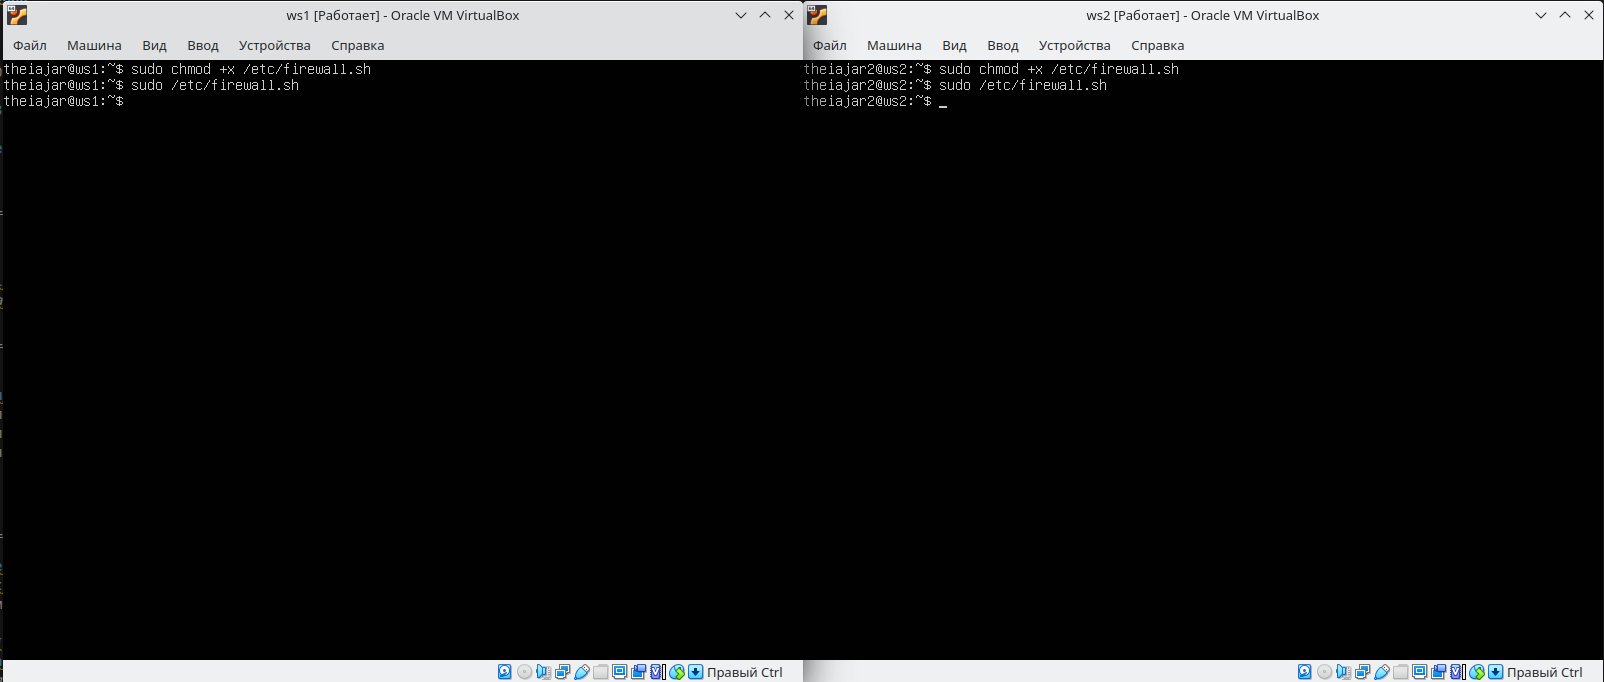 ws1 [Работает] - Oracle VM VirtualBox
Файл Машина Вид Ввод Устройства Справка
theiajar@ws1:~$ sudo chmod +x /etc/firewall.sh
theiajar@ws1:~$ sudo /etc/firewall.sh
theiajar@ws1:~$
Правый Ctrl
ws2 [Работает] - Oracle VM VirtualBox
Файл Машина Вид Ввод Устройства Справка
theiajar2@ws2:~$ sudo chmod +x /etc/firewall.sh
theiajar2@ws2:~$ sudo /etc/firewall.sh
theiajar2@ws2:~$ _
Правый Ctrl